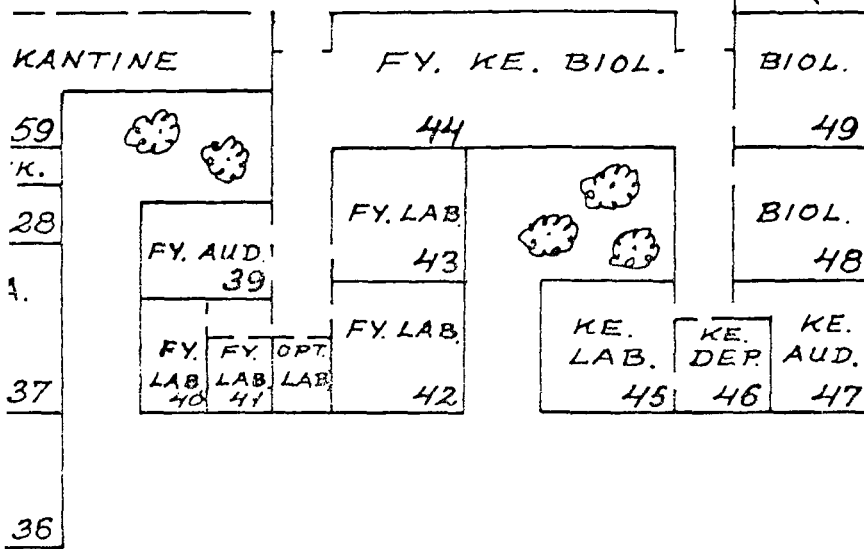 KANTINE
FY. KE. BIOL.
44
BIOL.
49
59
K.
28
37
36
FY. AUD.
39
FY. LAB.
43
BIOL.
48
FY.
LAB.
40
FY.
LAB.
41
OPT.
LAB.
FY. LAB.
42
KE.
LAB.
45
KE.
DEP.
46
KE.
AUD.
47